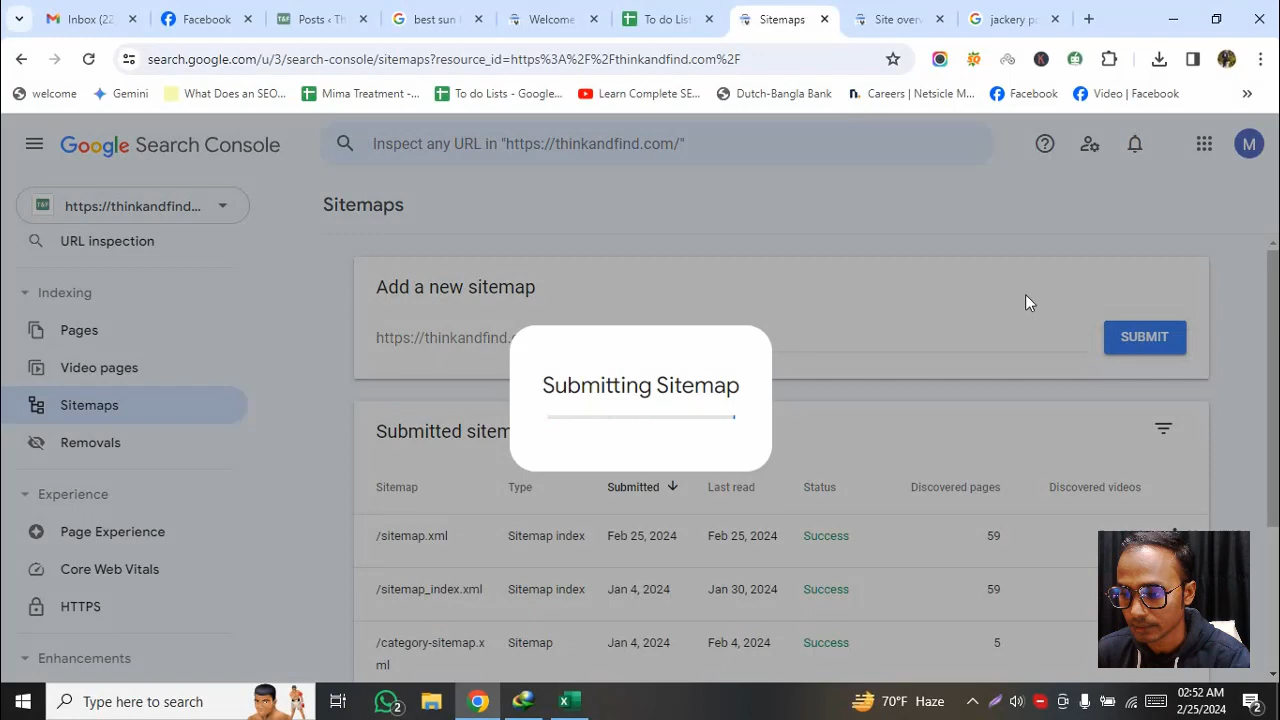 Inbox (22
Facebook
Posts ‹ Th
best sun
Welcome
To do List
Sitemaps
Site over
jackery p
search.google.com/u/3/search-console/sitemaps?resource_id=https%3A%2F%2Fthinkandfind.com%2F
welcome
Gemini
What Does an SEO...
Mima Treatment -...
To do Lists - Google...
Learn Complete SE...
Dutch-Bangla Bank
n. Careers | Netsicle M...
Facebook
Video | Facebook
Google Search Console
Inspect any URL in "https://thinkandfind.com/"
M
T&F https://thinkandfind...
Sitemaps
URL inspection
Indexing
Pages
Video pages
Sitemaps
Removals
Experience
Page Experience
Core Web Vitals
HTTPS
Enhancements
Add a new sitemap
https://thinkandfind.
SUBMIT
Submitting Sitemap
Submitted sitem
Sitemap Type Submitted Last read Status Discovered pages Discovered videos
/sitemap.xml Sitemap index Feb 25, 2024 Feb 25, 2024 Success 59
/sitemap_index.xml Sitemap index Jan 4, 2024 Jan 30, 2024 Success 59
/category-sitemap.x Sitemap Jan 4, 2024 Feb 4, 2024 Success 5
ml
Type here to search
2
70°F Haze
02:52 AM
2/25/2024
2